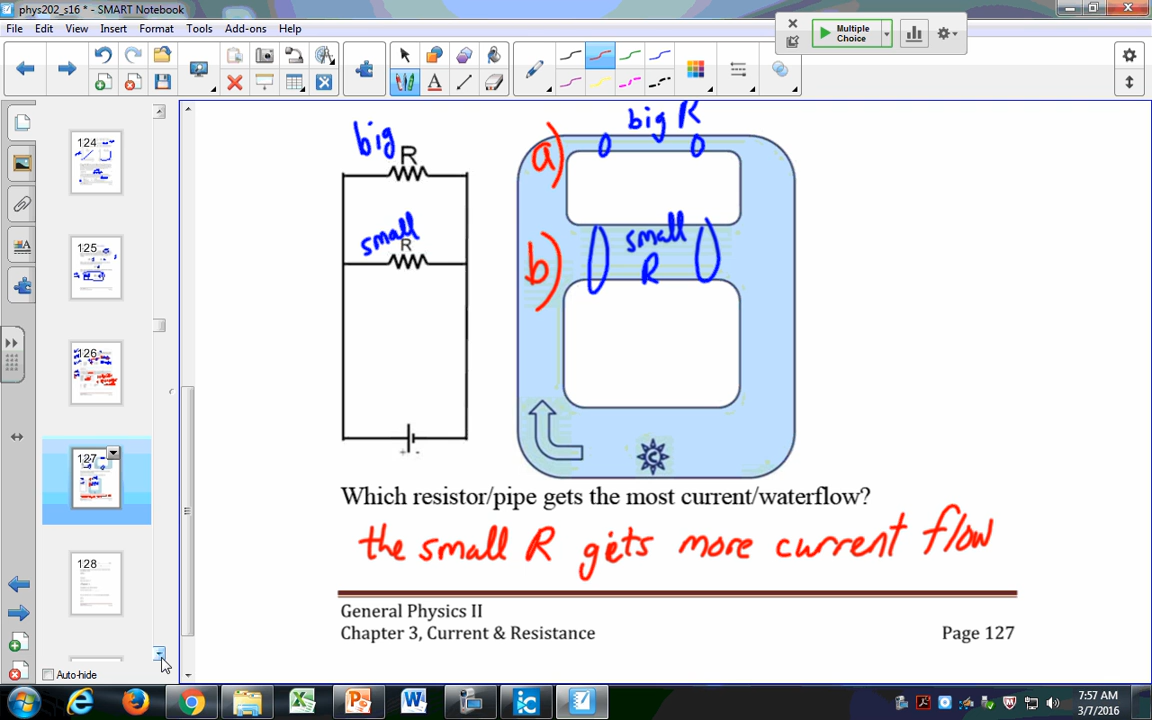 phys202_s16 * - SMART Notebook
File Edit View Insert Format Tools Add-ons Help
Multiple
Choice
A
124
125
126
127
128
Auto-hide
big
R
small
R
a)
big R
b)
small
R
C
+ -
Which resistor/pipe gets the most current/waterflow?
the small R gets more current flow
General Physics II
Chapter 3, Current & Resistance
Page 127
7:57 AM
3/7/2016